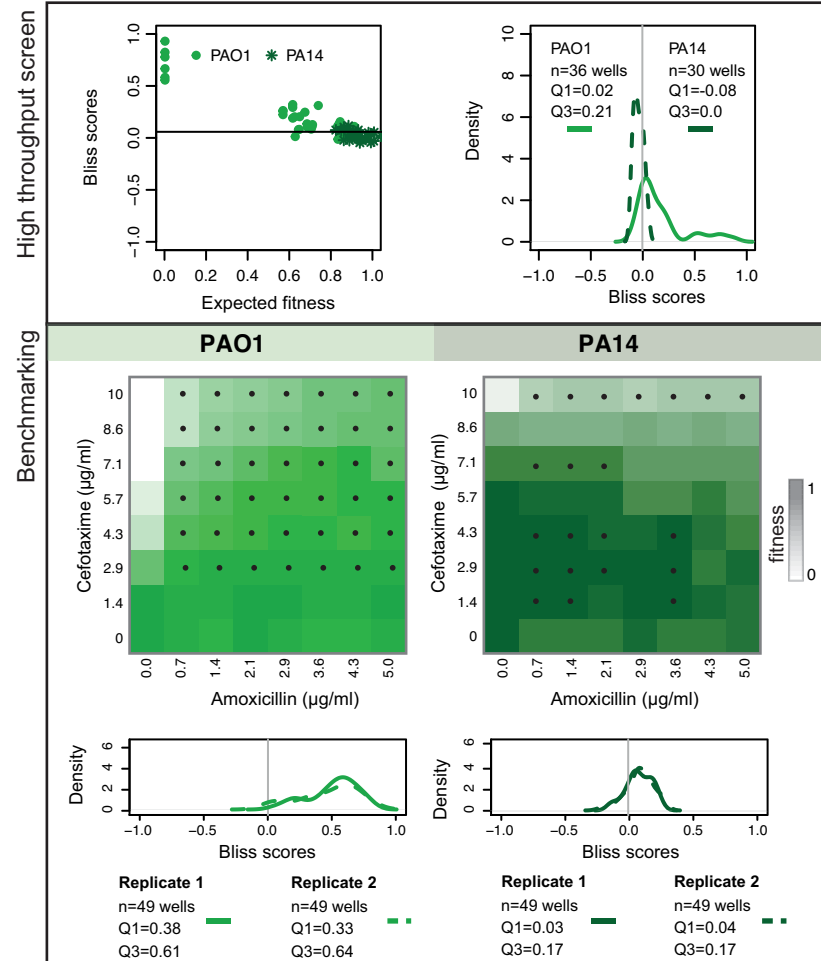 High throughput screen
Bliss scores
1.0
0.5
0.0
−0.5
−1.0
PAO1 PA14
0.0 0.2 0.4 0.6 0.8 1.0
Expected fitness
Density
10
8
6
4
2
0
PAO1
n=36 wells
Q1=0.02
Q3=0.21
PA14
n=30 wells
Q1=-0.08
Q3=0.0
−1.0 −0.5 0.0 0.5 1.0
Bliss scores
Benchmarking
PAO1
PA14
Cefotaxime (µg/ml)
10
8.6
7.1
5.7
4.3
2.9
1.4
0
0.0 0.7 1.4 2.1 2.9 3.6 4.3 5.0
Amoxicillin (µg/ml)
Cefotaxime (µg/ml)
10
8.6
7.1
5.7
4.3
2.9
1.4
0
0.0 0.7 1.4 2.1 2.9 3.6 4.3 5.0
Amoxicillin (µg/ml)
fitness
1
0
Density
6
4
2
0
−1.0 −0.5 0.0 0.5 1.0
Bliss scores
Density
6
4
2
0
−1.0 −0.5 0.0 0.5 1.0
Bliss scores
Replicate 1
n=49 wells
Q1=0.38
Q3=0.61
Replicate 2
n=49 wells
Q1=0.33
Q3=0.64
Replicate 1
n=49 wells
Q1=0.03
Q3=0.17
Replicate 2
n=49 wells
Q1=0.04
Q3=0.17